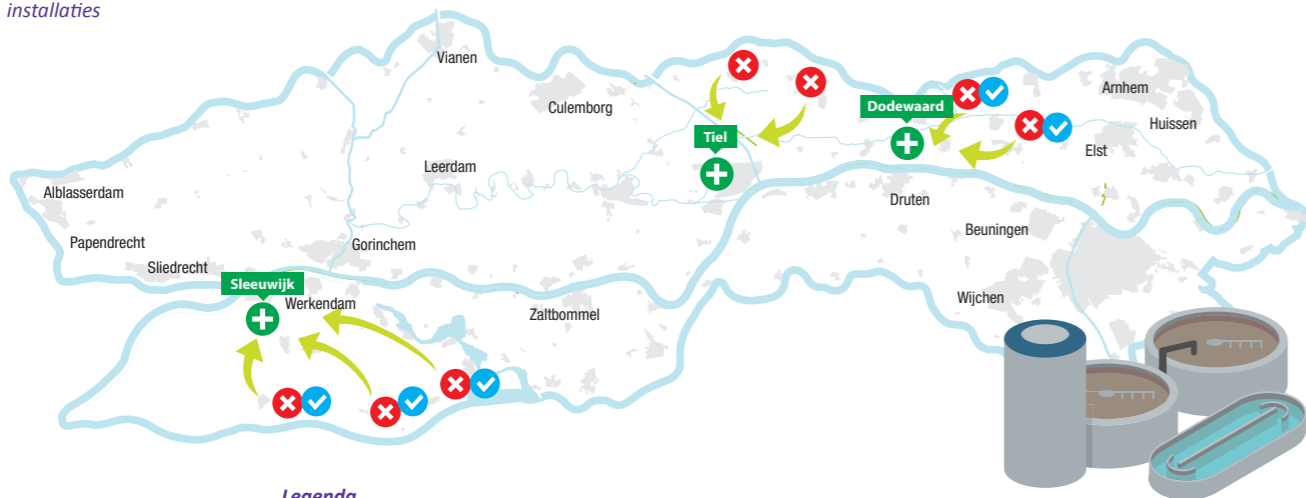 installaties
Vianen
Culemborg
Arnhem
Dodewaard
Huissen
Tiel
Elst
Leerdam
Alblasserdam
Druten
Beuningen
Papendrecht
Gorinchem
Sliedrecht
Sleeuwijk
Werkendam
Wijchen
Zaltbommel
Legenda